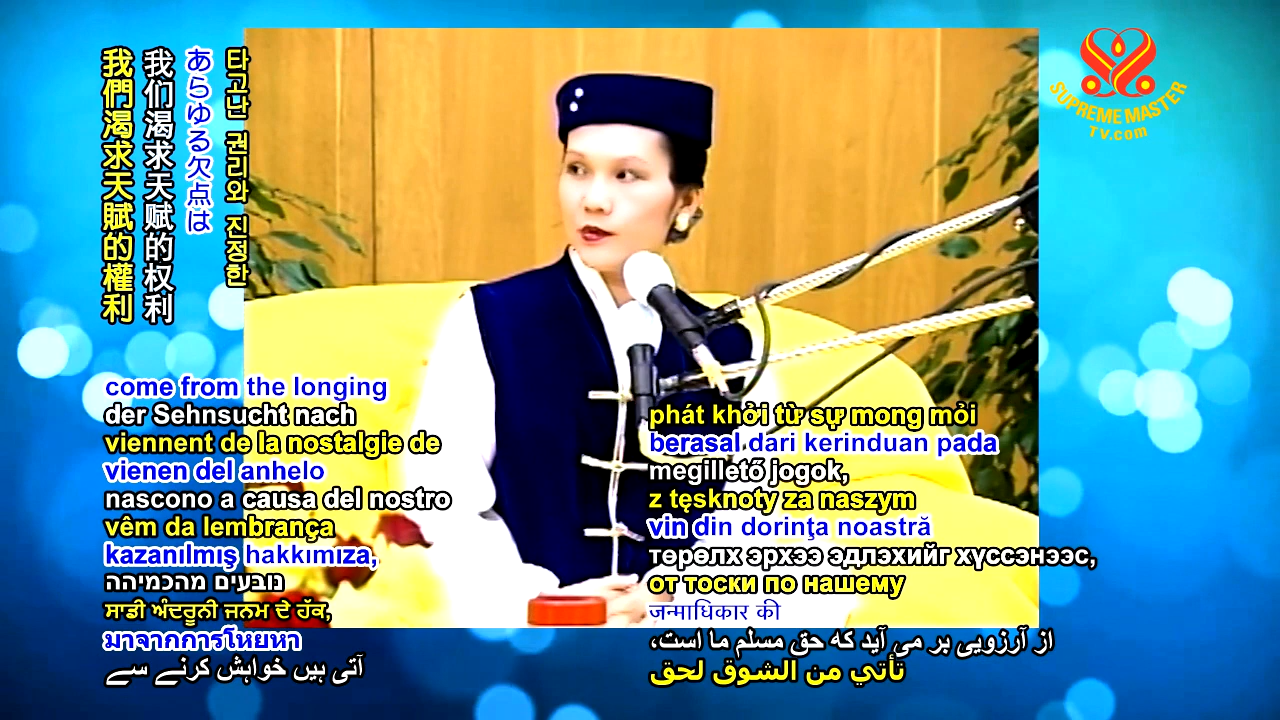 타고난 권리와 진정한
あらゆる欠点は
我们渴求天赋的权利
我們渴求天賦的權利
SUPREME MASTER
TV.com
come from the longing
der Sehnsucht nach
viennent de la nostalgie de
vienen del anhelo
nascono a causa del nostro
vêm da lembrança
kazanılmış hakkımıza,
נובעים מהכמיהה
ਸਾਡੀ ਅੰਦਰੂਨੀ ਜਨਮ ਦੇ ਹੱਕ,
มาจากการโหยหา
آتی ہیں خواہش کرنے سے
phát khởi từ sự mong mỏi
berasal dari kerinduan pada
megillető jogok,
z tęsknoty za naszym
vin din dorinţa noastră
төрөлх эрхээ эдлэхийг хүссэнээс,
от тоски по нашему
जन्माधिकार की
از آرزویی بر می آید که حق مسلم ما است،
تأتي من الشوق لحق